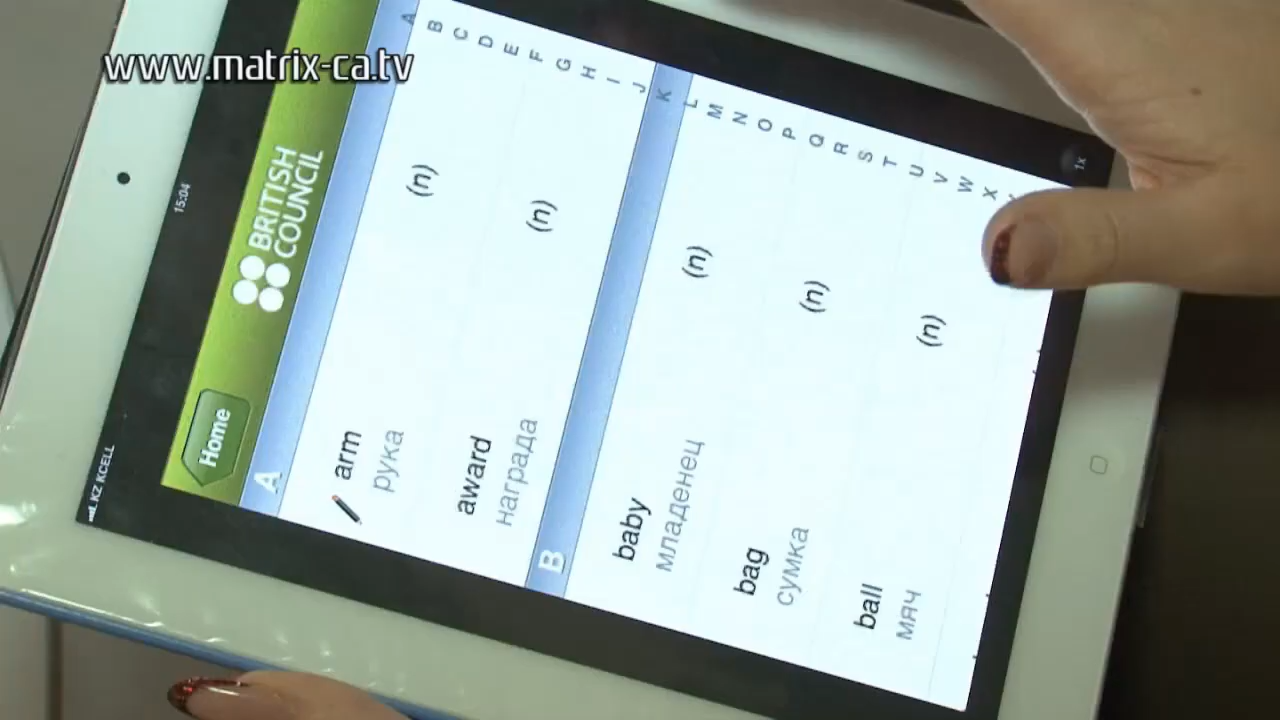 www.matrix-ca.tv
KZ KCELL
15:04
Home
BRITISH
COUNCIL
A
arm (n)
рука
award (n)
награда
B
baby (n)
младенец
bag (n)
сумка
ball (n)
мяч
A
B
C
D
E
F
G
H
I
J
K
L
M
N
O
P
Q
R
S
T
U
V
W
X
1x